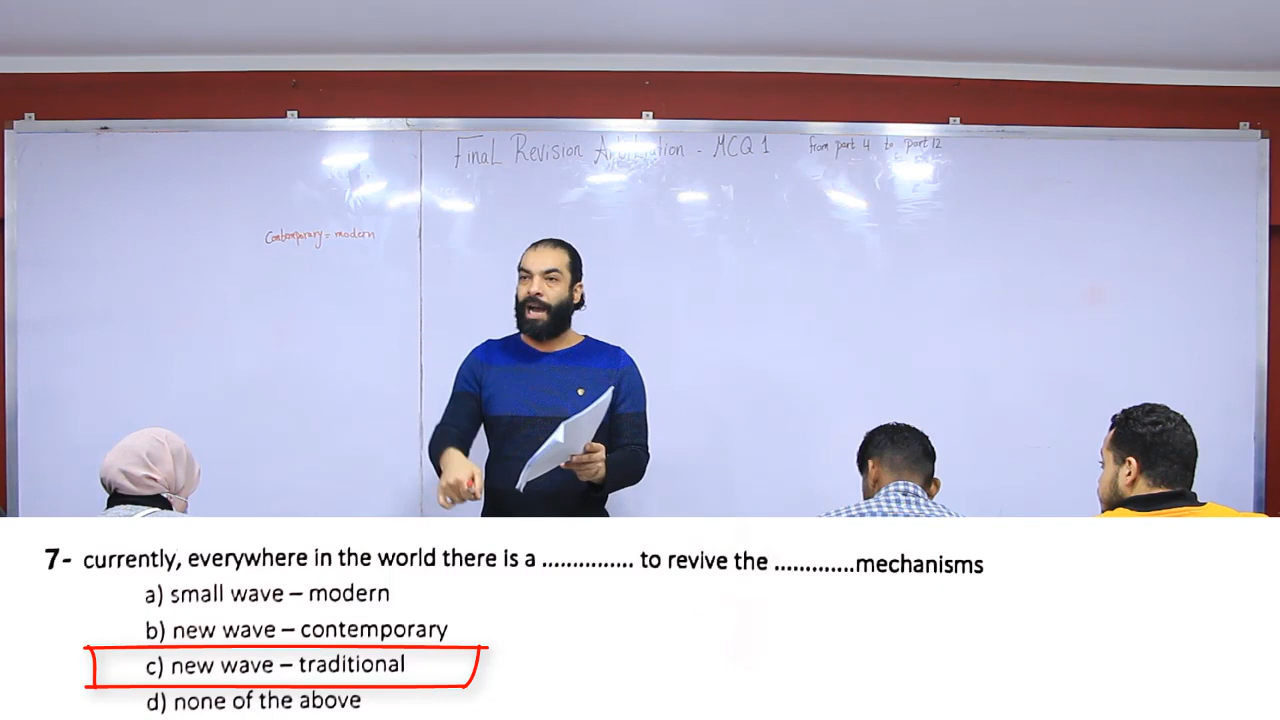 Final Revision Arbitration - MCQ 1 from part 4 to part 12
Contemporary = modern
7- currently, everywhere in the world there is a ............... to revive the .............mechanisms
a) small wave – modern
b) new wave – contemporary
c) new wave – traditional
d) none of the above